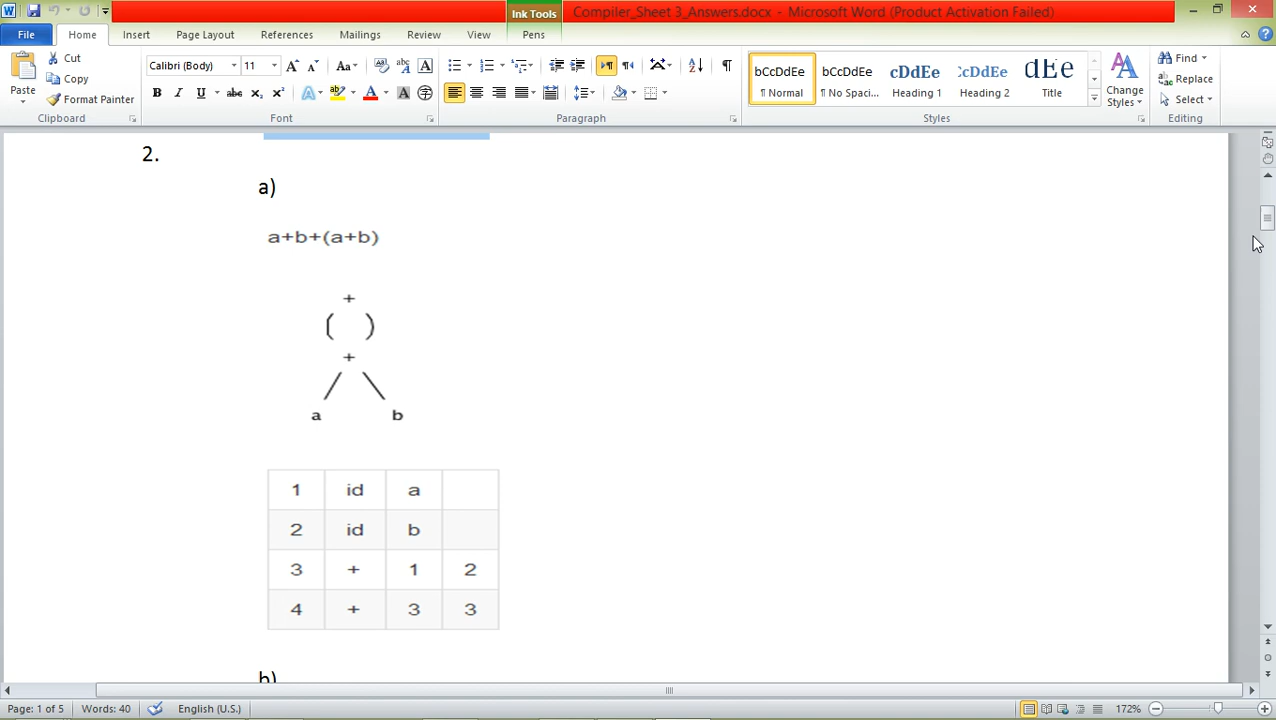 Ink Tools
Compiler_Sheet 3_Answers.docx - Microsoft Word (Product Activation Failed)
File Home Insert Page Layout References Mailings Review View Pens
Paste
Cut
Copy
Format Painter
Clipboard
Calibri (Body) 11
Font
Paragraph
bCcDdEe bCcDdEe cDdEe :cDdEe dEe
¶ Normal ¶ No Spaci... Heading 1 Heading 2 Title
Change
Styles
Styles
Find
Replace
Select
Editing
2.
a)
a+b+(a+b)
+
( )
+
a b
1 id a
2 id b
3 + 1 2
4 + 3 3
b)
Page: 1 of 5 Words: 40 English (U.S.) 172%